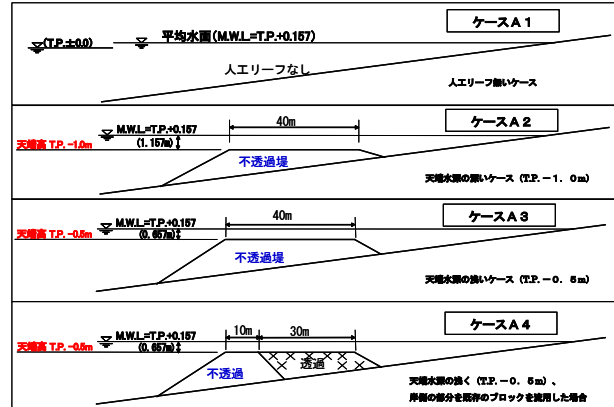 ケースA1
平均水面(M.W.L.=T.P.+0.157)
(T.P.±0.0)
人工リーフなし
人工リーフ無いケース
ケースA2
M.W.L.=T.P.+0.157
40m
天端高 T.P.-1.0m
(1.157m)
不透過堤
天端水深の深いケース (T.P.-1.0m)
ケースA3
M.W.L.=T.P.+0.157
40m
天端高 T.P.-0.5m
(0.657m)
不透過堤
天端水深の浅いケース (T.P.-0.5m)
ケースA4
M.W.L.=T.P.+0.157
10m
30m
天端高 T.P.-0.5m
(0.657m)
不透過
透過
天端水深の浅く (T.P.-0.5m)、
岸側の部分を既存のブロックを流用した場合